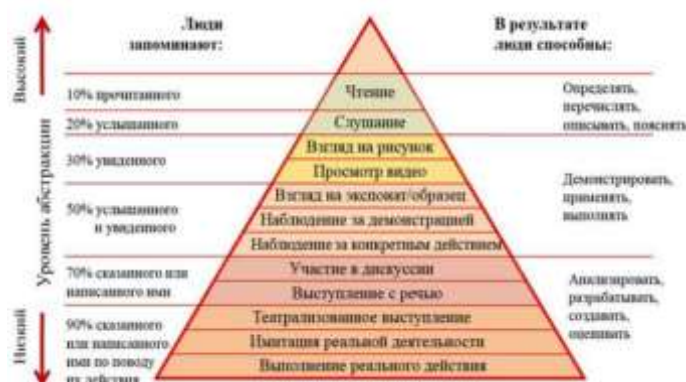 Люди
запоминают:
В результате
люди способны:
Высокий
Уровень абстракции
Низкий
10% прочитанного
20% услышанного
30% увиденного
50% услышанного
и увиденного
70% сказанного или
написанного ими
90% сказанного
или написанного
ими по поводу
их действия
Чтение
Слушание
Взгляд на рисунок
Просмотр видео
Взгляд на экспонат/образец
Наблюдение за демонстрацией
Наблюдение за конкретным действием
Участие в дискуссии
Выступление с речью
Театрализованное выступление
Имитация реальной деятельности
Выполнение реального действия
Определять,
перечислять,
описывать, пояснять
Демонстрировать,
применять,
выполнять
Анализировать,
разрабатывать,
создавать,
оценивать